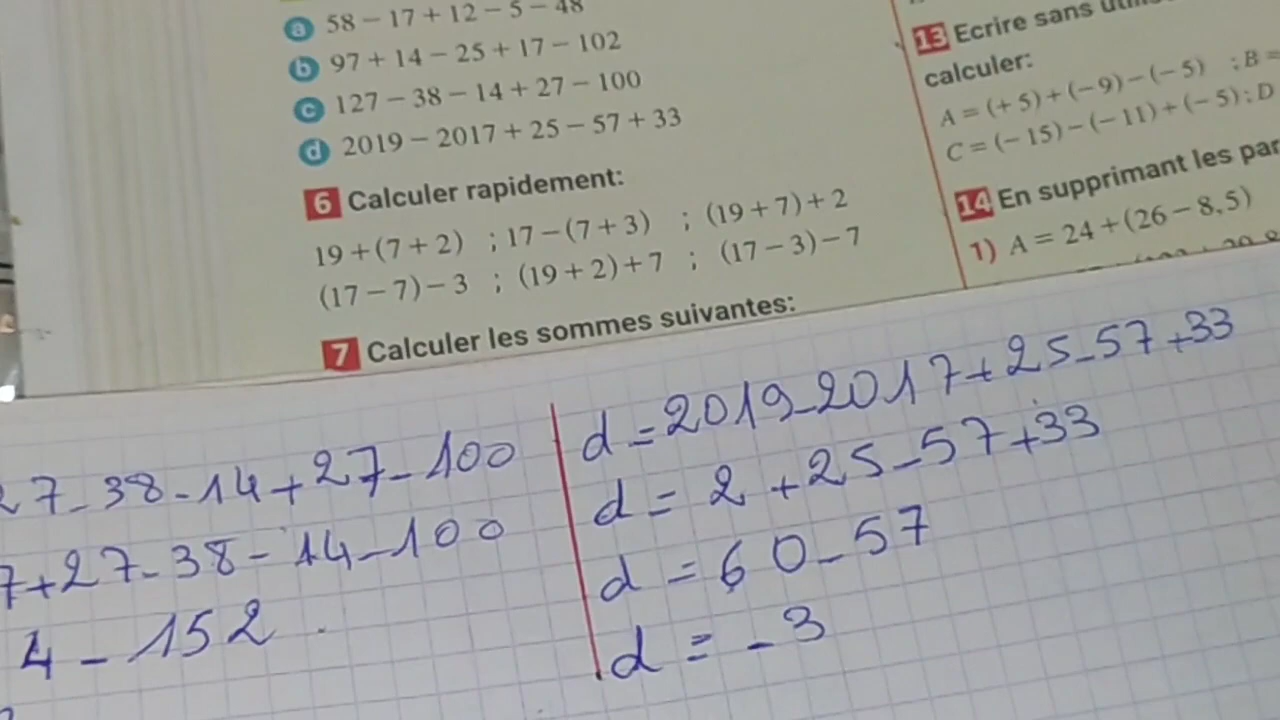 a 58 − 17 + 12 − 5 − 48
b 97 + 14 − 25 + 17 − 102
c 127 − 38 − 14 + 27 − 100
d 2019 − 2017 + 25 − 57 + 33
6 Calculer rapidement:
19 + (7 + 2) ; 17 − (7 + 3) ; (19 + 7) + 2
(17 − 7) − 3 ; (19 + 2) + 7 ; (17 − 3) − 7
7 Calculer les sommes suivantes:
13 Ecrire sans
calculer:
A = (+ 5) + (− 9) − (− 5) ; B =
C = (− 15) − (− 11) + (− 5) ; D
14 En supprimant les par
1) A = 24 + (26 − 8,5)
27 - 38 - 14 + 27 - 100
7 + 27 - 38 - 14 - 100
4 - 152
d = 2019 - 2017 + 25 - 57 + 33
d = 2 + 25 - 57 + 33
d = 60 - 57
d = - 3